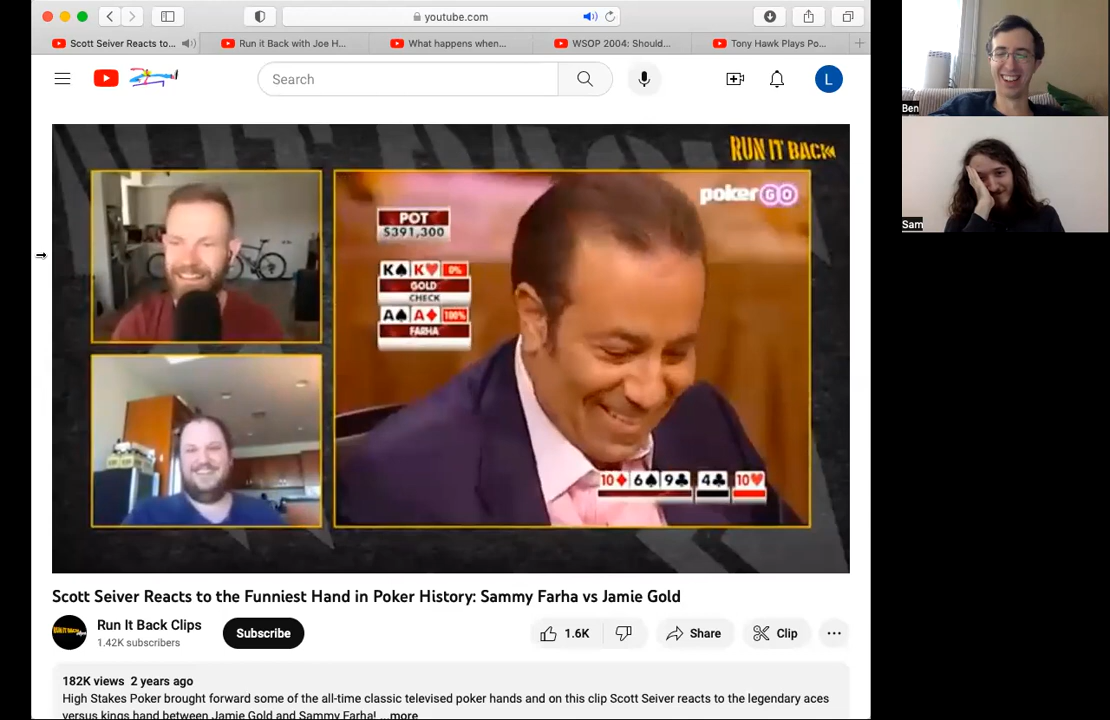 youtube.com
Scott Seiver Reacts to...
Run it Back with Joe H...
What happens when...
WSOP 2004: Should...
Tony Hawk Plays Po...
Search
L
RUN IT BACK
pokerGO
POT
$391,300
K♠ K♥ 0%
GOLD
CHECK
A♠ A♦ 100%
FARHA
10♦ 6♠ 9♣ 4♣ 10♥
Scott Seiver Reacts to the Funniest Hand in Poker History: Sammy Farha vs Jamie Gold
Run It Back Clips
1.42K subscribers
Subscribe
1.6K
Share
Clip
182K views 2 years ago
High Stakes Poker brought forward some of the all-time classic televised poker hands and on this clip Scott Seiver reacts to the legendary aces
versus kings hand between Jamie Gold and Sammy Farha! ...more
Ben
Sam